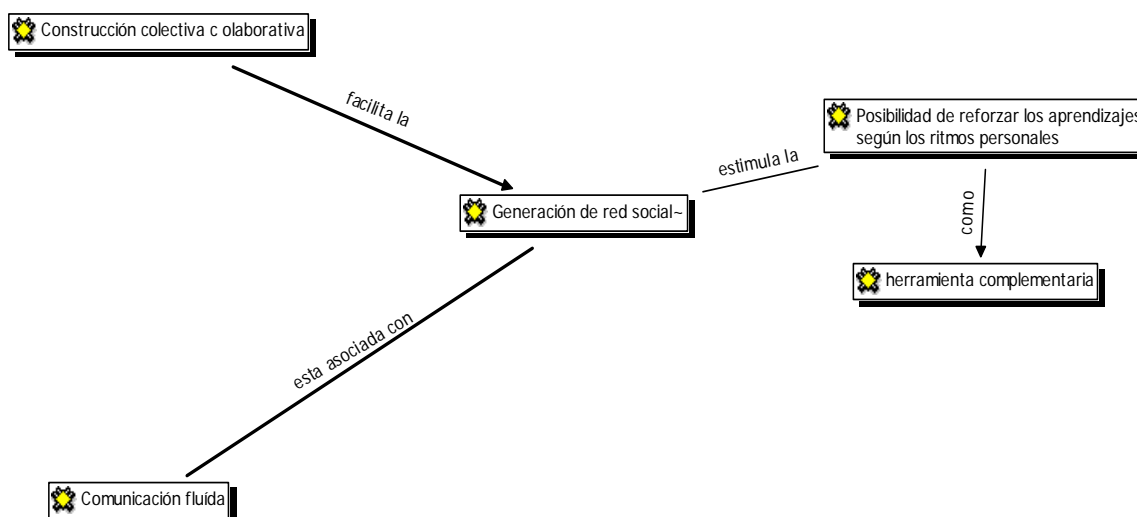 Construcción colectiva c olaborativa
facilita la
Posibilidad de reforzar los aprendizajes
según los ritmos personales
estimula la
Generación de red social~
como
herramienta complementaria
esta asociada con
Comunicación fluída